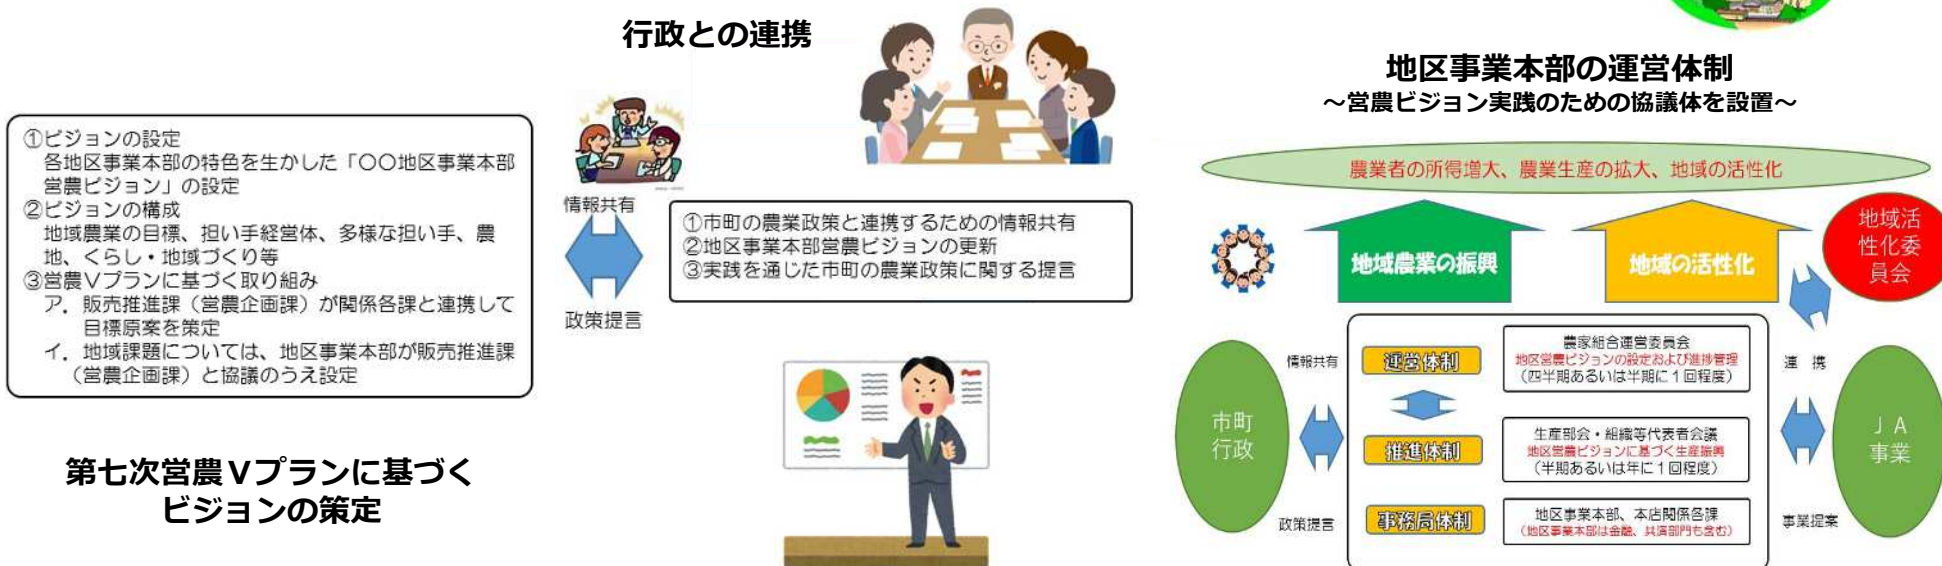 行政との連携
①ビジョンの設定
各地区事業本部の特色を生かした「〇〇地区事業本部
営農ビジョン」の設定
②ビジョンの構成
地域農業の目標、担い手経営体、多様な担い手、農
地、くらし・地域づくり等
③営農Ⅴプランに基づく取り組み
ア．販売推進課（営農企画課）が関係各課と連携して
目標原案を策定
イ．地域課題については、地区事業本部が販売推進課
（営農企画課）と協議のうえ設定
第七次営農Ⅴプランに基づく
ビジョンの策定
情報共有
政策提言
①市町の農業政策と連携するための情報共有
②地区事業本部営農ビジョンの更新
③実践を通じた市町の農業政策に関する提言
地区事業本部の運営体制
～営農ビジョン実践のための協議体を設置～
農業者の所得増大、農業生産の拡大、地域の活性化
地域農業の振興
地域の活性化
地域活
性化委
員会
市町
行政
情報共有
政策提言
運営体制
農家組合運営委員会
地区営農ビジョンの設定および進捗管理
（四半期あるいは半期に１回程度）
推進体制
生産部会・組織等代表者会議
地区営農ビジョンに基づく生産振興
（半期あるいは年に１回程度）
事務局体制
地区事業本部、本店関係各課
（地区事業本部は金融、共済部門も含む）
連　携
事業提案
ＪＡ
事業